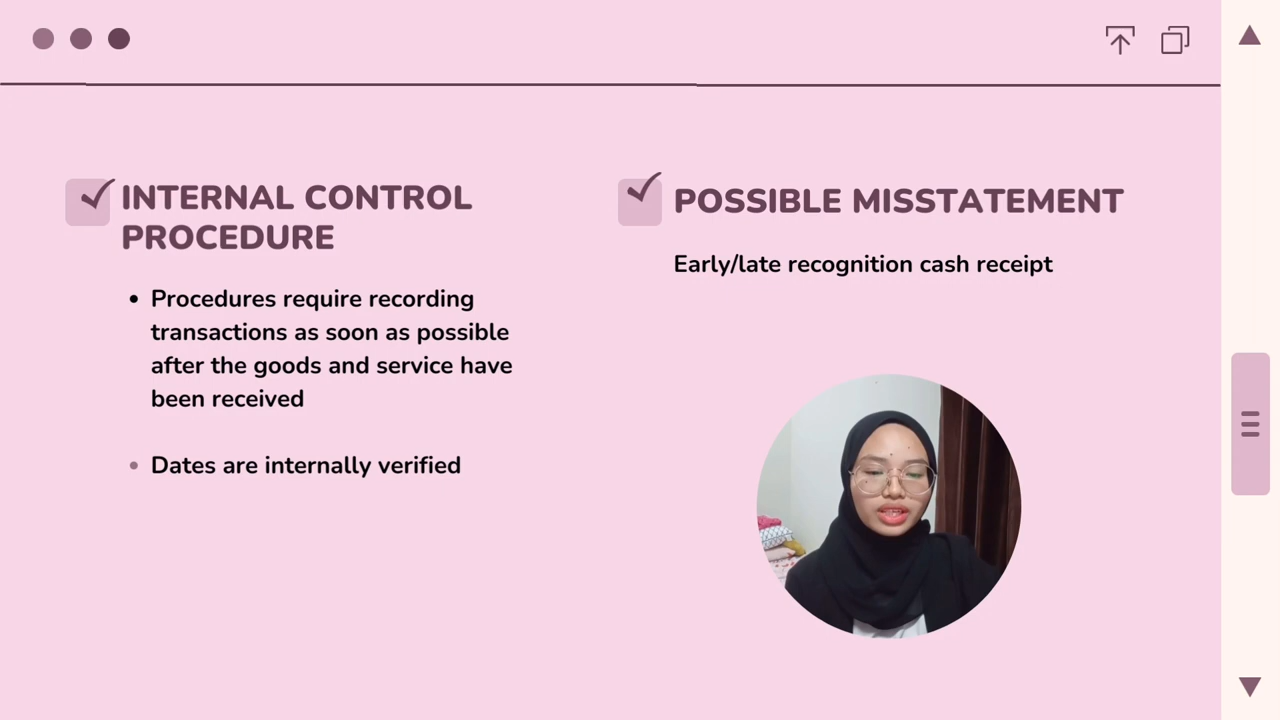 INTERNAL CONTROL
PROCEDURE
Procedures require recording
transactions as soon as possible
after the goods and service have
been received
Dates are internally verified
POSSIBLE MISSTATEMENT
Early/late recognition cash receipt